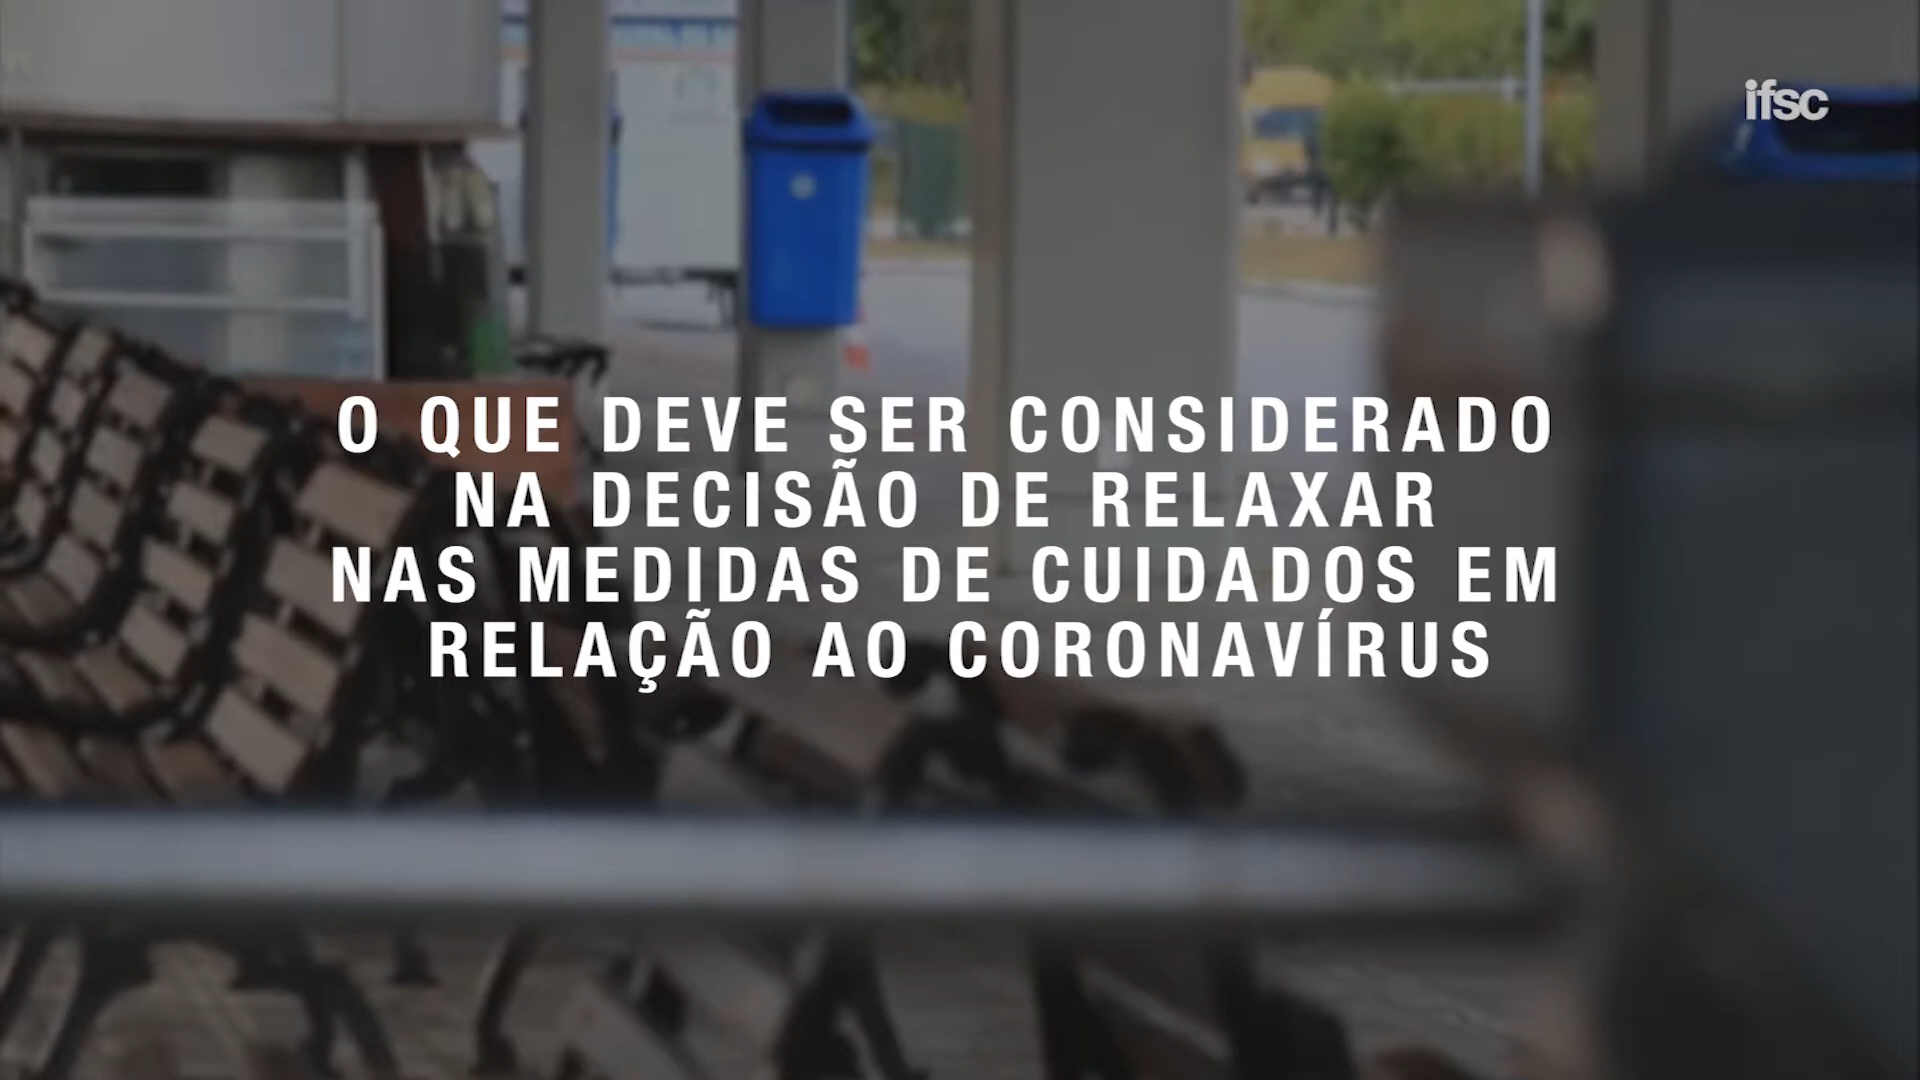 ifsc
O QUE DEVE SER CONSIDERADO
NA DECISÃO DE RELAXAR
NAS MEDIDAS DE CUIDADOS EM
RELAÇÃO AO CORONAVÍRUS